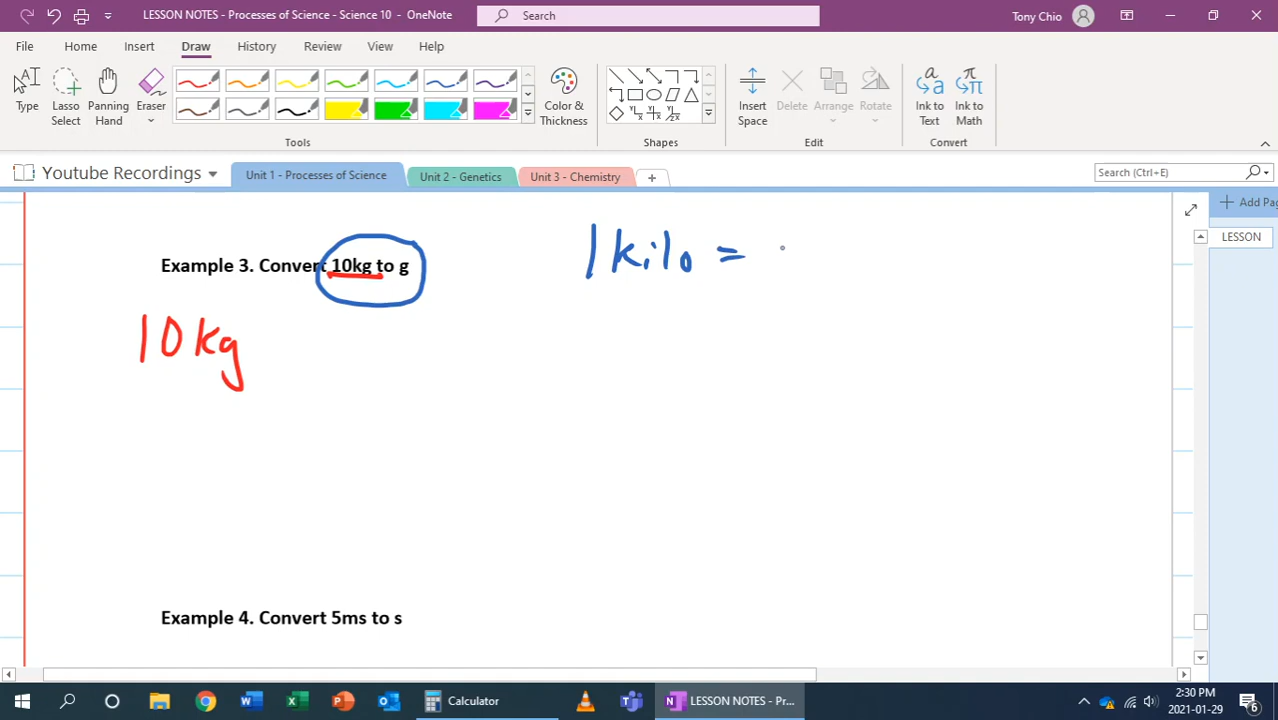 LESSON NOTES - Processes of Science - Science 10 - OneNote
Search
Tony Chio
File Home Insert Draw History Review View Help
Type
Lasso Select
Panning Hand
Eraser
Color & Thickness
Insert Space
Delete
Arrange
Rotate
Ink to Text
Ink to Math
Tools
Shapes
Edit
Convert
Youtube Recordings
Unit 1 - Processes of Science
Unit 2 - Genetics
Unit 3 - Chemistry
Search (Ctrl+E)
Add Pag
LESSON
Example 3. Convert 10kg to g
1 kilo =
10kg
Example 4. Convert 5ms to s
Calculator
LESSON NOTES - Pr...
2:30 PM
2021-01-29
6